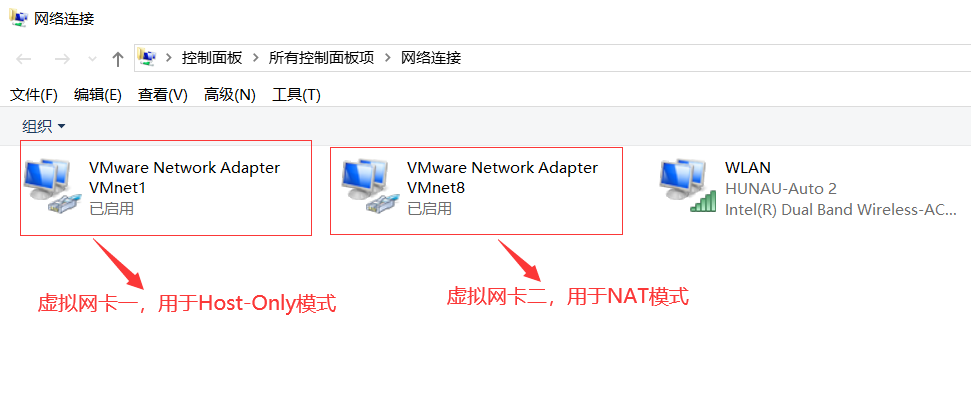 网络连接
控制面板 > 所有控制面板项 > 网络连接
文件(F) 编辑(E) 查看(V) 高级(N) 工具(T)
组织
VMware Network Adapter
VMnet1
已启用
VMware Network Adapter
VMnet8
已启用
WLAN
HUNAU-Auto 2
Intel(R) Dual Band Wireless-AC...
虚拟网卡一，用于Host-Only模式
虚拟网卡二，用于NAT模式